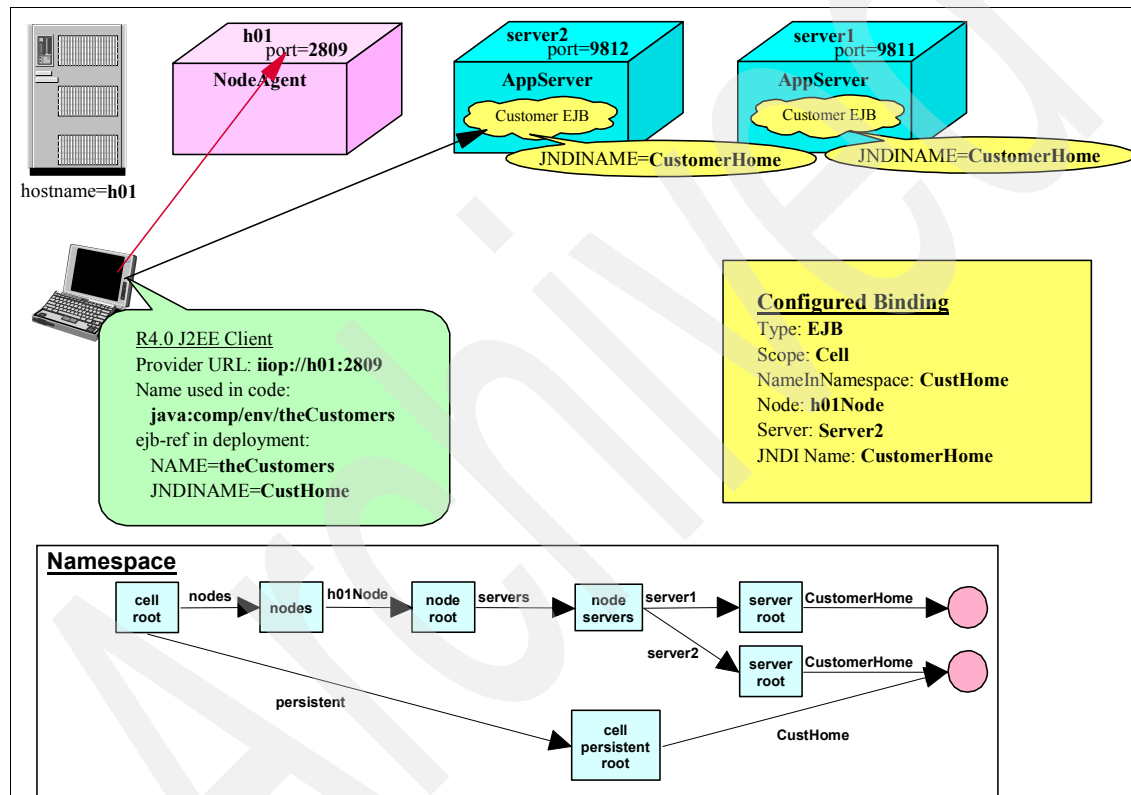 h01
port=2809
NodeAgent
server2
port=9812
AppServer
Customer EJB
JNDINAME=CustomerHome
server1
port=9811
AppServer
Customer EJB
JNDINAME=CustomerHome
hostname=h01
R4.0 J2EE Client
Provider URL: iiop://h01:2809
Name used in code:
java:comp/env/theCustomers
ejb-ref in deployment:
NAME=theCustomers
JNDINAME=CustHome
Configured Binding
Type: EJB
Scope: Cell
NameInNamespace: CustHome
Node: h01Node
Server: Server2
JNDI Name: CustomerHome
Namespace
cell
root
nodes
nodes
h01Node
node
root
servers
node
servers
server1
server
root
CustomerHome
server2
server
root
CustomerHome
persistent
cell
persistent
root
CustHome
Archived